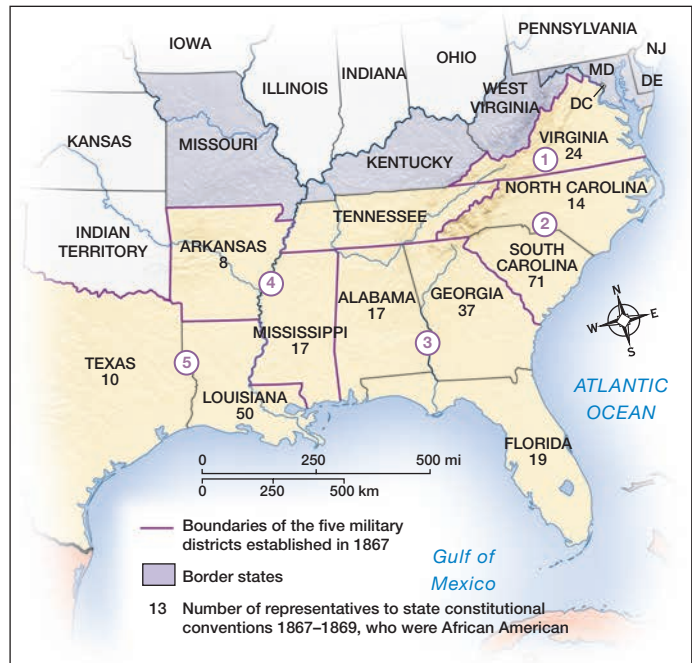 PENNSYLVANIA
NJ
IOWA
OHIO
INDIANA
ILLINOIS
MD
DE
WEST
VIRGINIA
DC
KANSAS
MISSOURI
VIRGINIA
24
1
KENTUCKY
NORTH CAROLINA
14
TENNESSEE
2
INDIAN
TERRITORY
ARKANSAS
8
SOUTH
CAROLINA
71
4
ALABAMA
17
GEORGIA
37
N
W E
S
MISSISSIPPI
17
3
TEXAS
10
5
LOUISIANA
50
ATLANTIC
OCEAN
FLORIDA
19
0 250 500 mi
0 250 500 km
Boundaries of the five military
districts established in 1867
Border states
Gulf of
Mexico
13 Number of representatives to state constitutional
conventions 1867–1869, who were African American